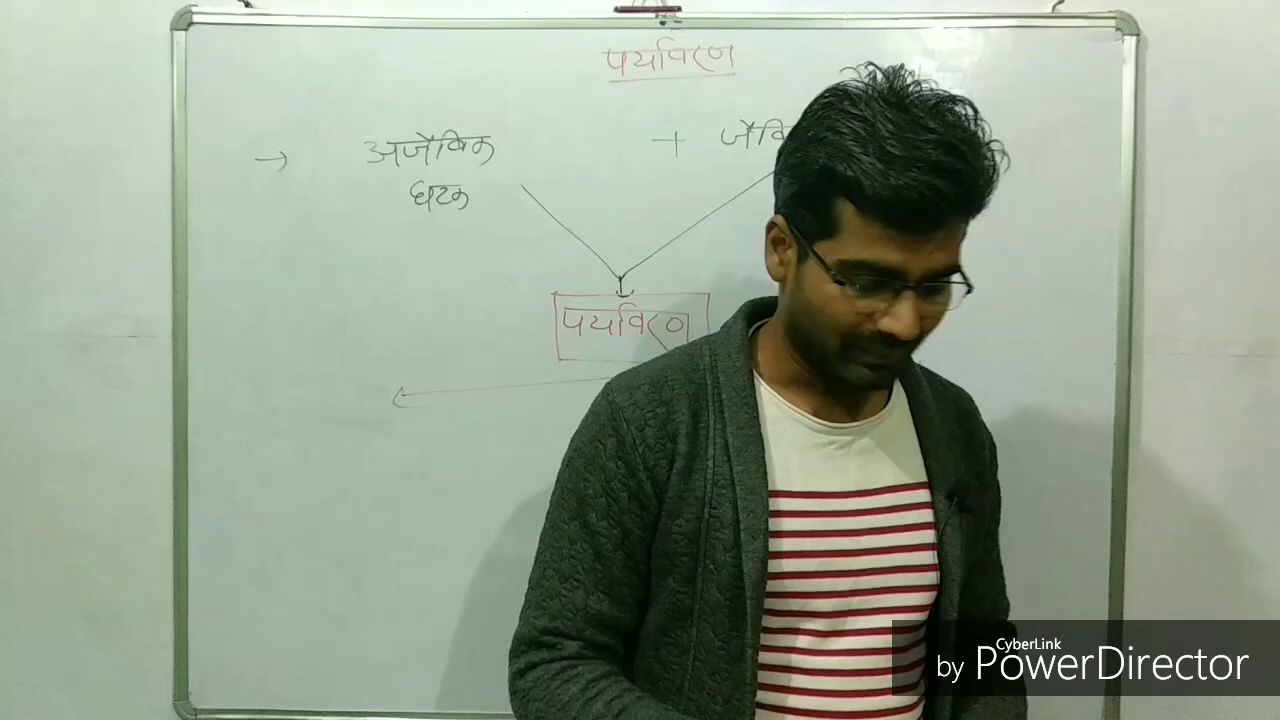 पर्यावरण
→ अजैविक + जैवि
घटक
पर्यावरण
CyberLink
by PowerDirector